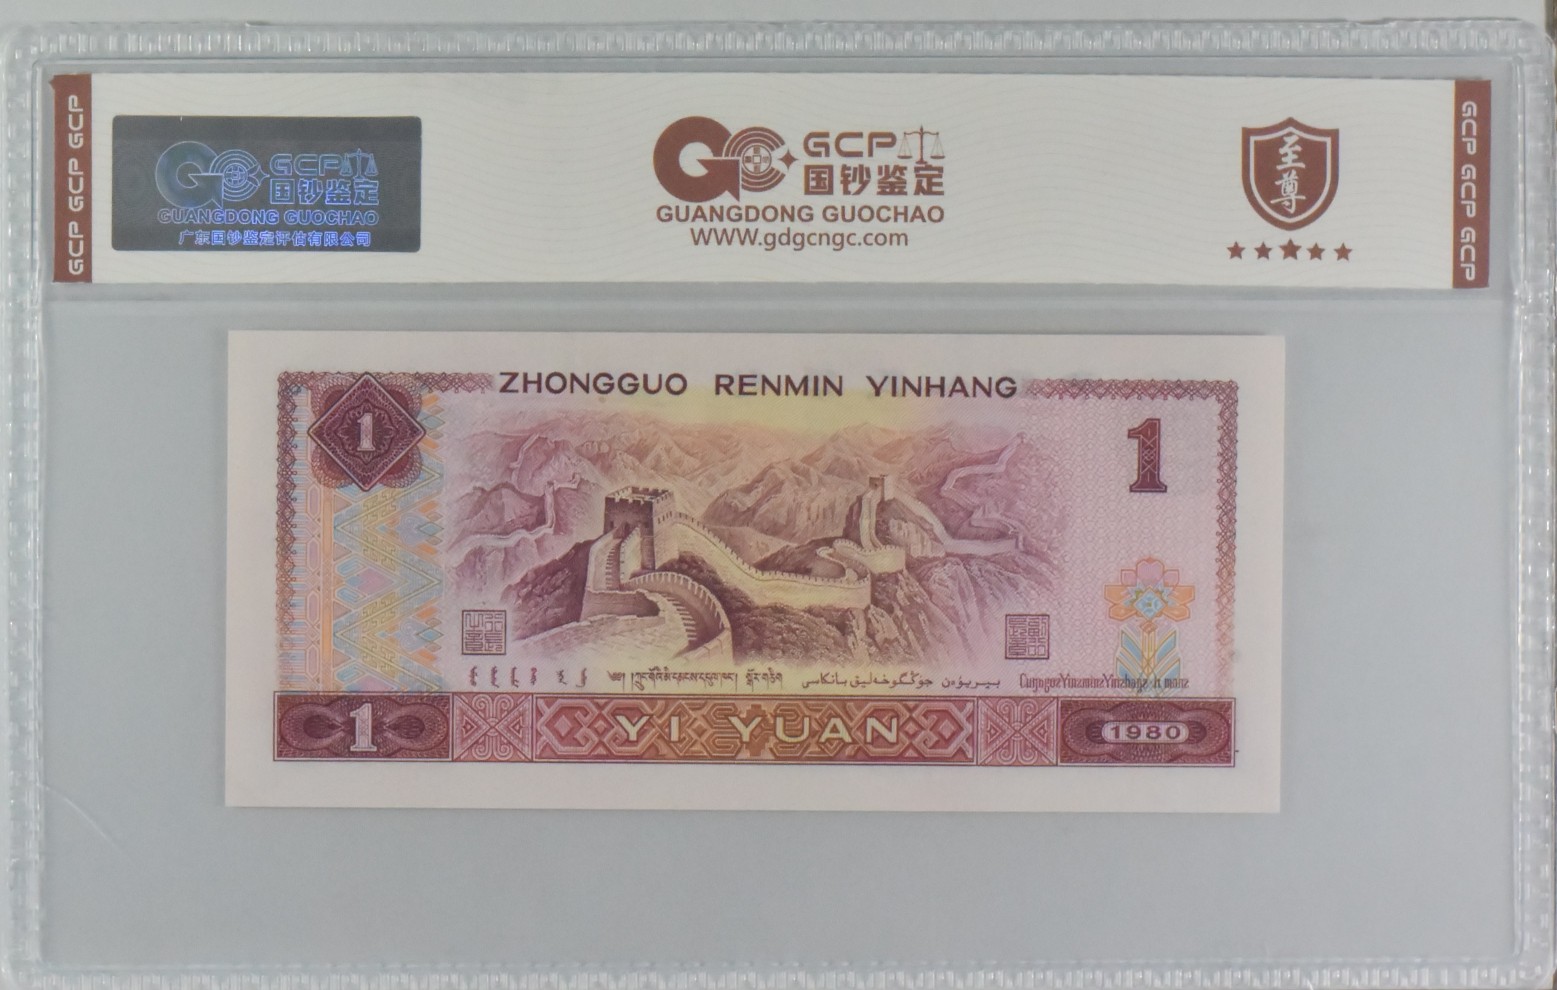 GCP GCP GCP
GCP
国钞鉴定
GUANGDONG GUOCHAO
广东国钞鉴定评估有限公司
GCP
国钞鉴定
GUANGDONG GUOCHAO
WWW.gdgcngc.com
至尊
GCP GCP GCP
ZHONGGUO RENMIN YINHANG
1
1
1
YI YUAN
1980